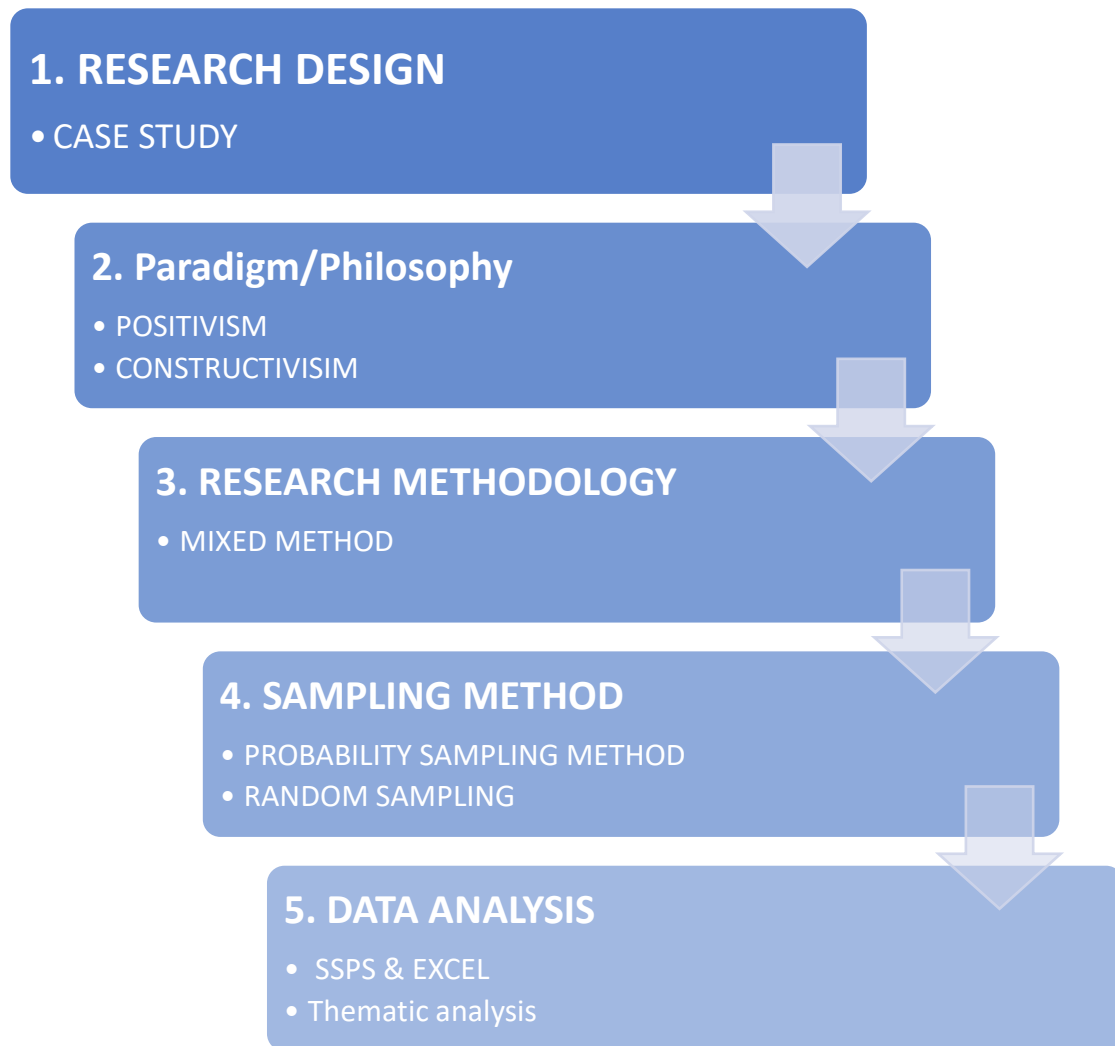 1. RESEARCH DESIGN
• CASE STUDY
2. Paradigm/Philosophy
• POSITIVISM
• CONSTRUCTIVISIM
3. RESEARCH METHODOLOGY
• MIXED METHOD
4. SAMPLING METHOD
• PROBABILITY SAMPLING METHOD
• RANDOM SAMPLING
5. DATA ANALYSIS
• SSPS & EXCEL
• Thematic analysis